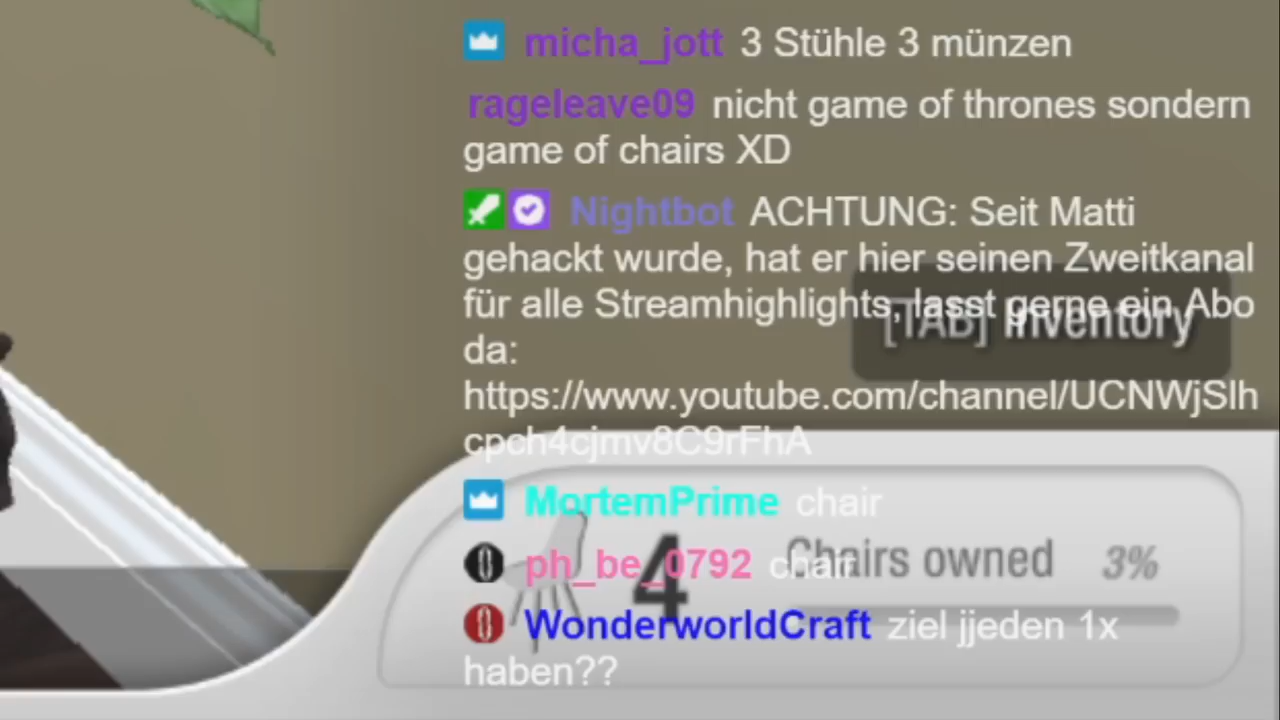 micha_jott 3 Stühle 3 münzen
rageleave09 nicht game of thrones sondern
game of chairs XD
Nightbot ACHTUNG: Seit Matti
gehackt wurde, hat er hier seinen Zweitkanal
für alle Streamhighlights, lasst gerne ein Abo
[TAB] Inventory
da:
https://www.youtube.com/channel/UCNWjSlh
cpch4cjmv8C9rFhA
MortemPrime chair
ph_be_0792 chair
4 Chairs owned 3%
WonderworldCraft ziel jjeden 1x
haben??